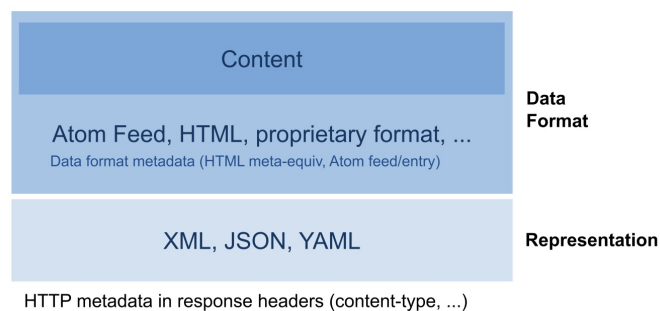 Content
Data
Format
Atom Feed, HTML, proprietary format, ...
Data format metadata (HTML meta-equiv, Atom feed/entry)
XML, JSON, YAML
Representation
HTTP metadata in response headers (content-type, ...)